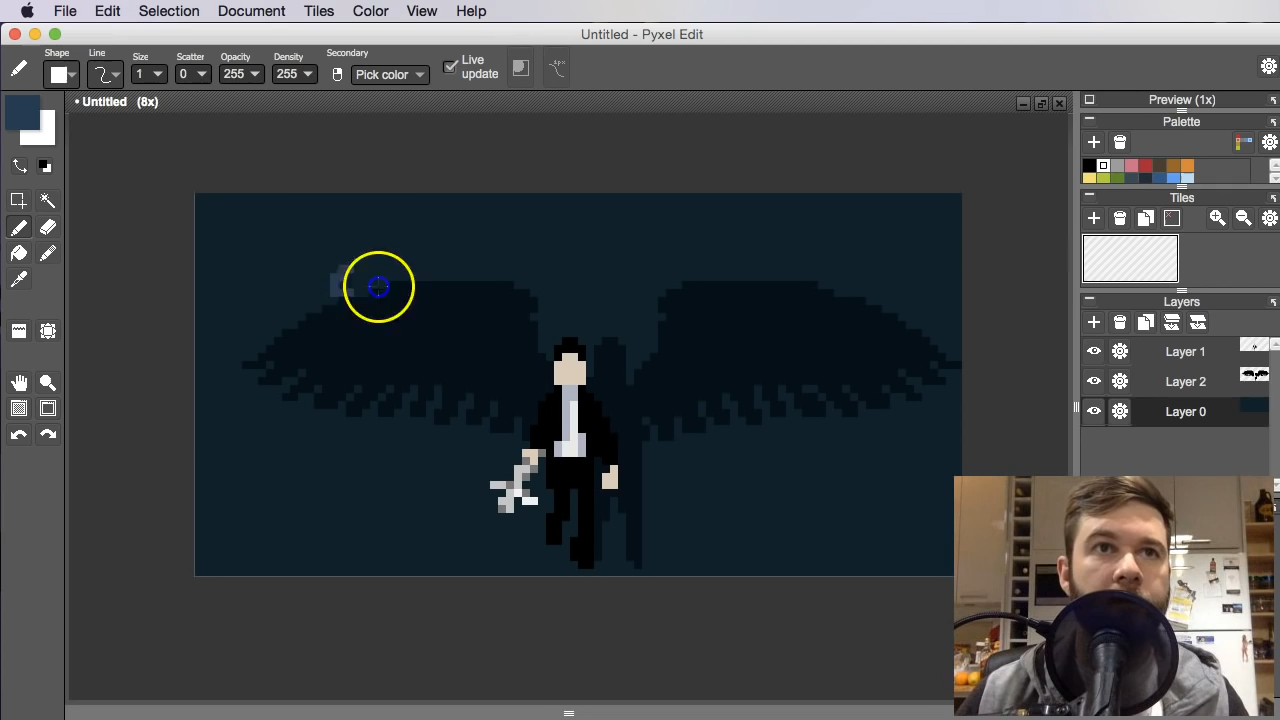 File Edit Selection Document Tiles Color View Help
Untitled - Pyxel Edit
Shape Line Size Scatter Opacity Density Secondary
1 0 255 255 Pick color Live update
• Untitled (8x)
Preview (1x)
Palette
Tiles
Layers
Layer 1
Layer 2
Layer 0